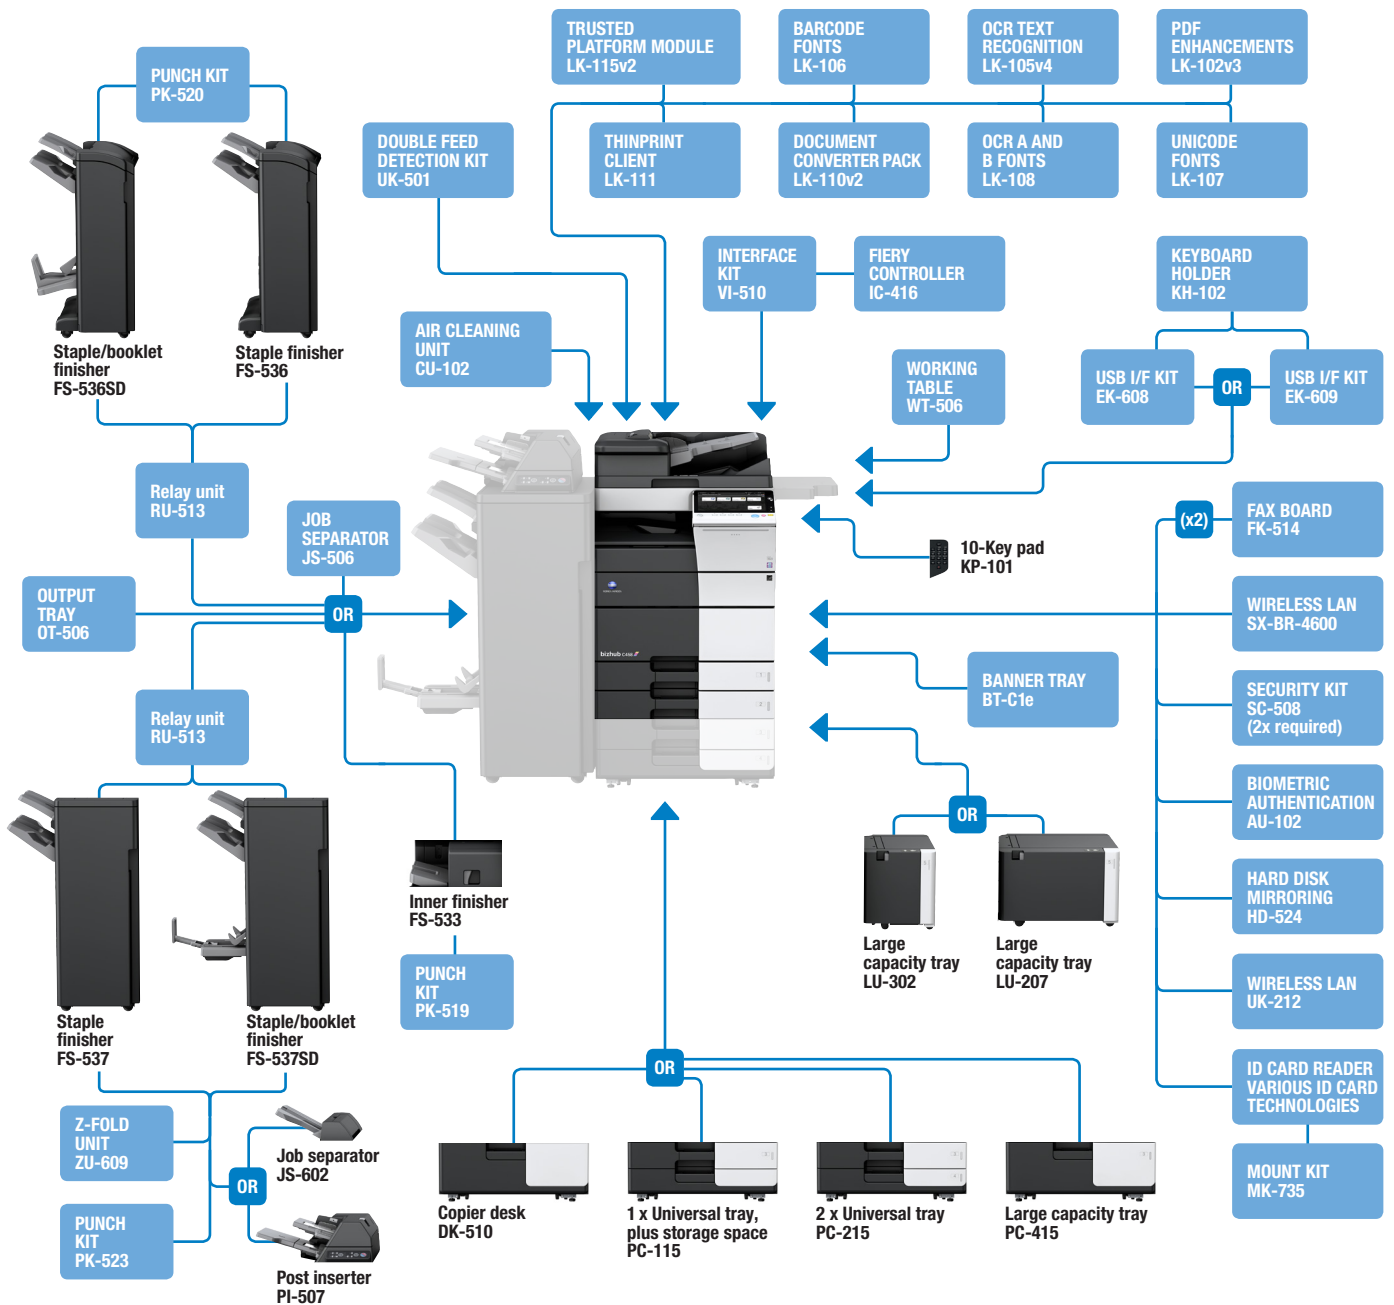 TRUSTED
PLATFORM MODULE
LK-115v2
BARCODE
FONTS
LK-106
OCR TEXT
RECOGNITION
LK-105v4
PDF
ENHANCEMENTS
LK-102v3
PUNCH KIT
PK-520
DOUBLE FEED
DETECTION KIT
UK-501
THINPRINT
CLIENT
LK-111
DOCUMENT
CONVERTER PACK
LK-110v2
OCR A AND
B FONTS
LK-108
UNICODE
FONTS
LK-107
INTERFACE
KIT
VI-510
FIERY
CONTROLLER
IC-416
KEYBOARD
HOLDER
KH-102
AIR CLEANING
UNIT
CU-102
Staple/booklet
finisher
FS-536SD
Staple finisher
FS-536
WORKING
TABLE
WT-506
USB I/F KIT
EK-608
OR
USB I/F KIT
EK-609
Relay unit
RU-513
JOB
SEPARATOR
JS-506
10-Key pad
KP-101
(x2)
FAX BOARD
FK-514
OUTPUT
TRAY
OT-506
OR
WIRELESS LAN
SX-BR-4600
bizhub C458
BANNER TRAY
BT-C1e
SECURITY KIT
SC-508
(2x required)
Relay unit
RU-513
BIOMETRIC
AUTHENTICATION
AU-102
OR
HARD DISK
MIRRORING
HD-524
Inner finisher
FS-533
Large
capacity tray
LU-302
Large
capacity tray
LU-207
PUNCH
KIT
PK-519
WIRELESS LAN
UK-212
Staple
finisher
FS-537
Staple/booklet
finisher
FS-537SD
OR
ID CARD READER
VARIOUS ID CARD
TECHNOLOGIES
Z-FOLD
UNIT
ZU-609
Job separator
JS-602
OR
MOUNT KIT
MK-735
PUNCH
KIT
PK-523
Post inserter
PI-507
Copier desk
DK-510
1 x Universal tray,
plus storage space
PC-115
2 x Universal tray
PC-215
Large capacity tray
PC-415